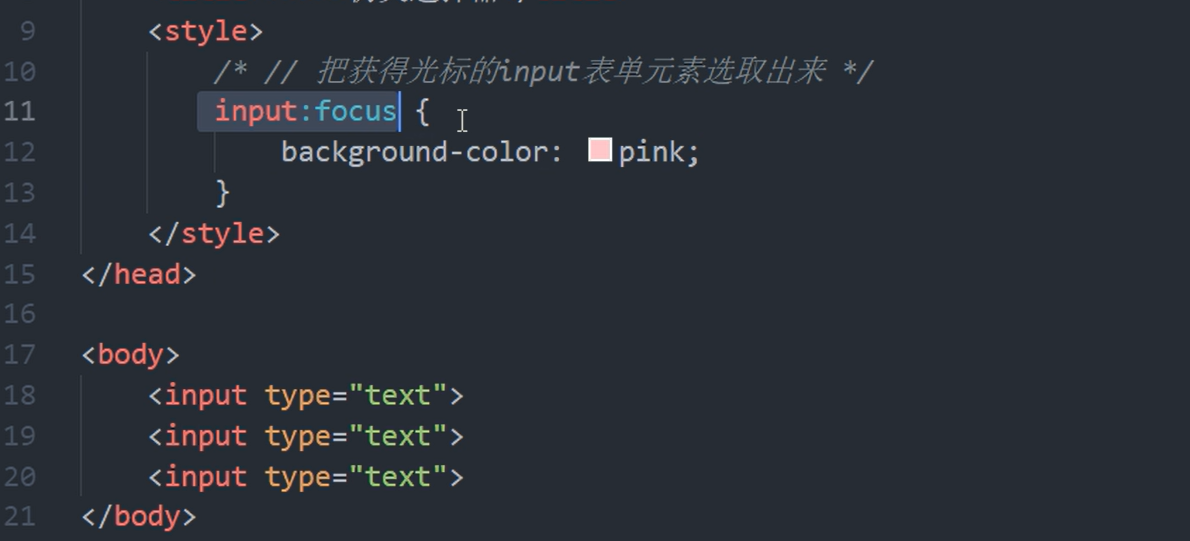 9 <style>
10 /* // 把获得光标的input表单元素选取出来 */
11 input:focus {
12 background-color: pink;
13 }
14 </style>
15 </head>
16
17 <body>
18 <input type="text">
19 <input type="text">
20 <input type="text">
21 </body>